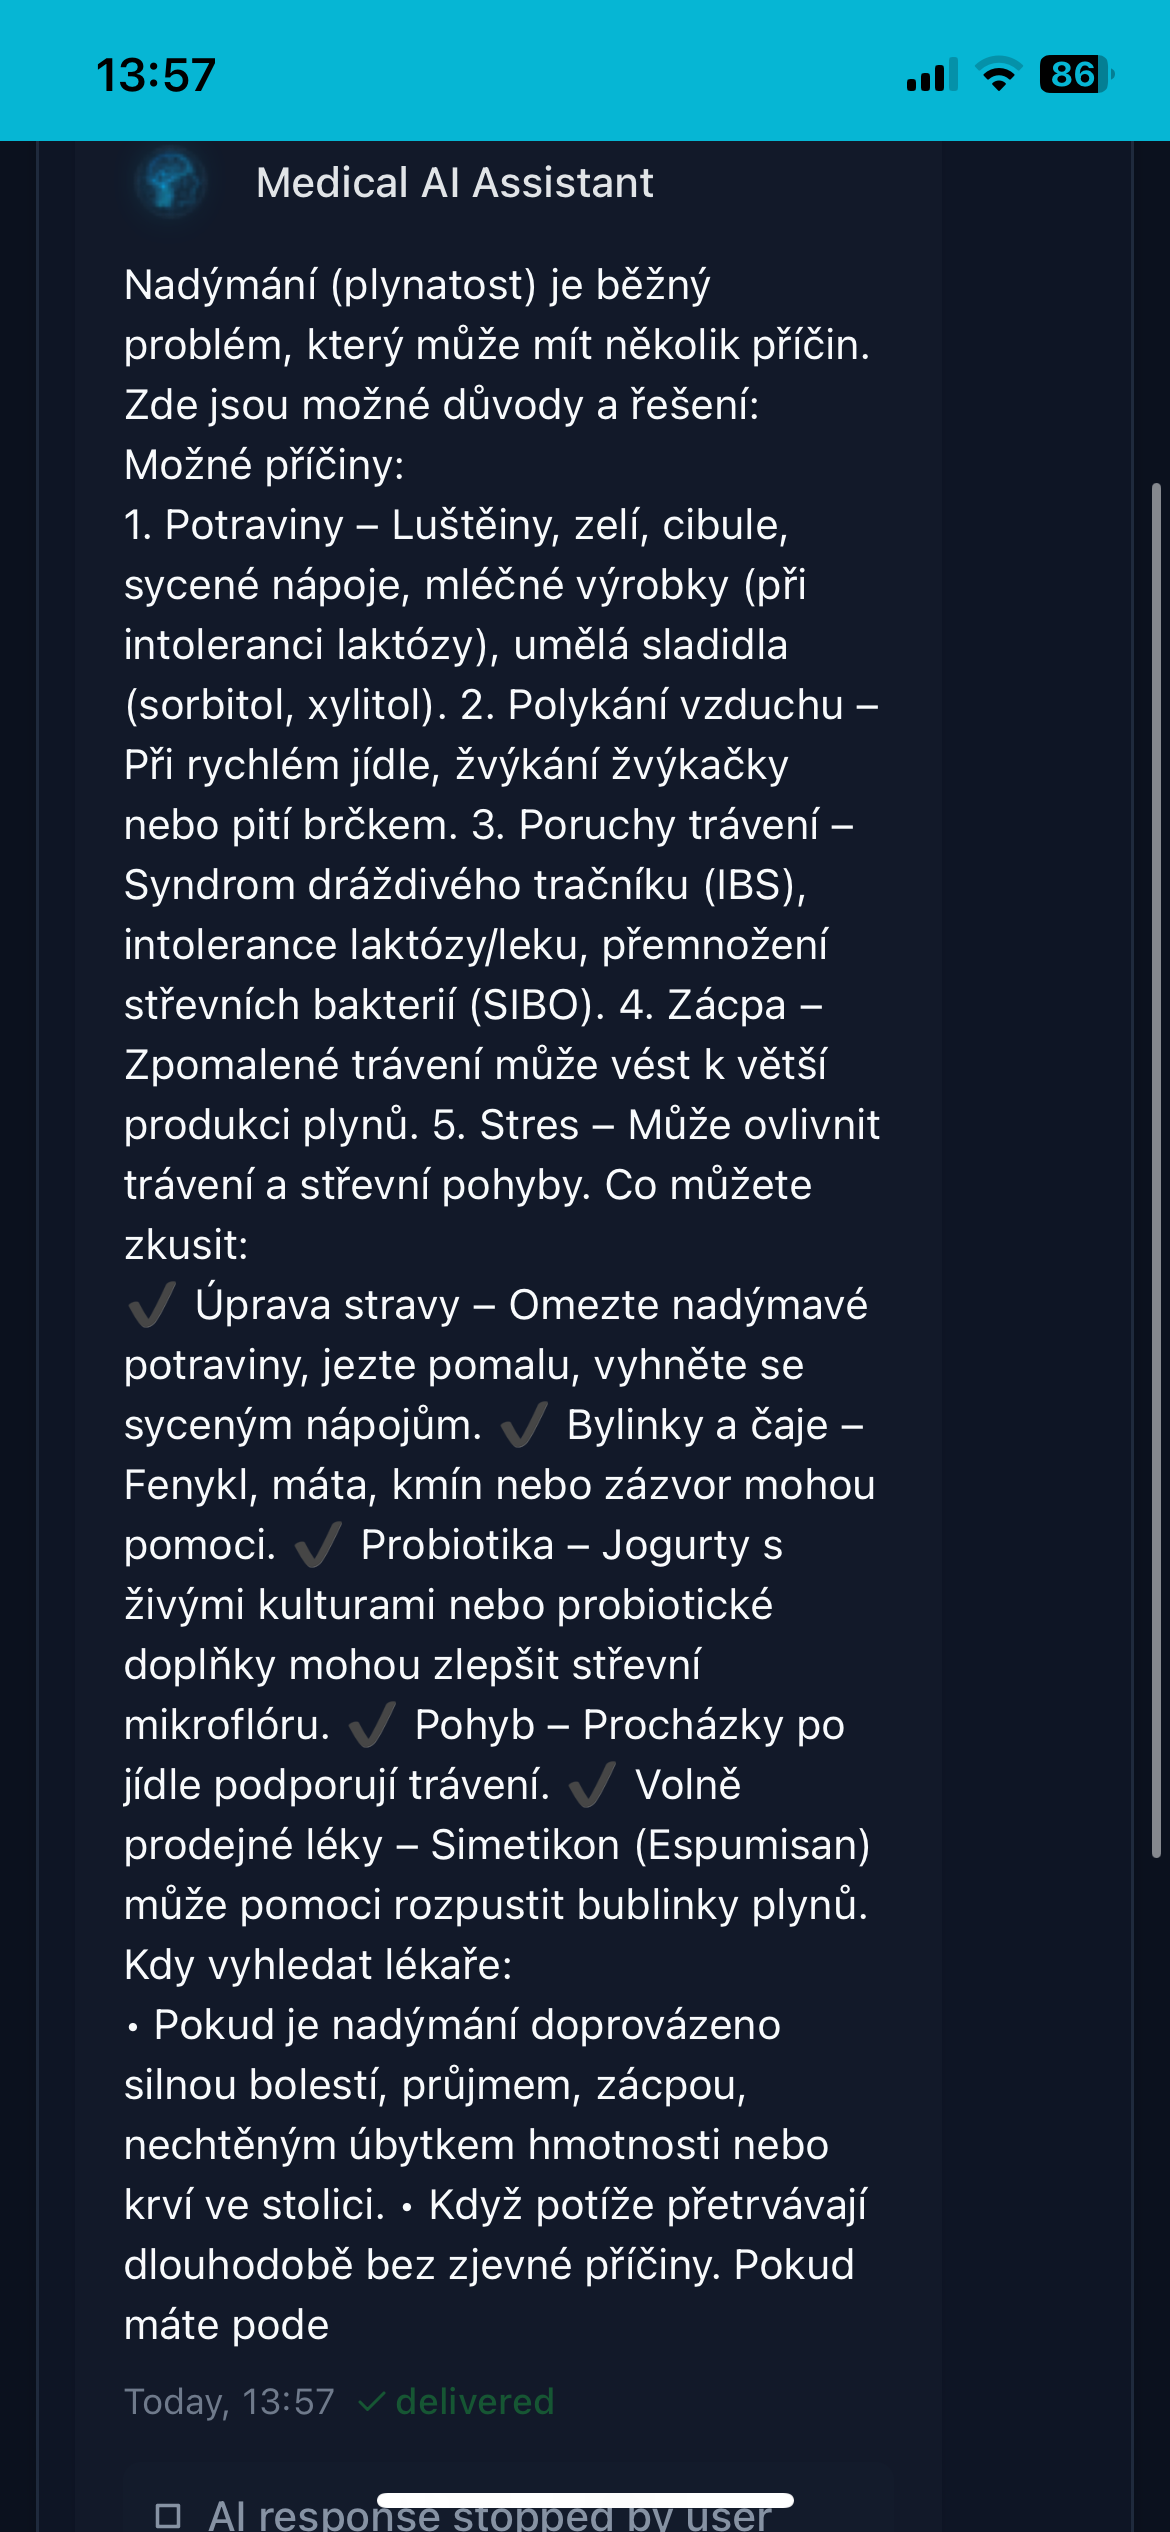 13:57
86
Medical AI Assistant
Nadýmání (plynatost) je běžný
problém, který může mít několik příčin.
Zde jsou možné důvody a řešení:
Možné příčiny:
1. Potraviny – Luštěiny, zelí, cibule,
sycené nápoje, mléčné výrobky (při
intoleranci laktózy), umělá sladidla
(sorbitol, xylitol). 2. Polykání vzduchu –
Při rychlém jídle, žvýkání žvýkačky
nebo pití brčkem. 3. Poruchy trávení –
Syndrom dráždivého tračníku (IBS),
intolerance laktózy/leku, přemnožení
střevních bakterií (SIBO). 4. Zácpa –
Zpomalené trávení může vést k větší
produkci plynů. 5. Stres – Může ovlivnit
trávení a střevní pohyby. Co můžete
zkusit:
✔ Úprava stravy – Omezte nadýmavé
potraviny, jezte pomalu, vyhněte se
syceným nápojům. ✔ Bylinky a čaje –
Fenykl, máta, kmín nebo zázvor mohou
pomoci. ✔ Probiotika – Jogurty s
živými kulturami nebo probiotické
doplňky mohou zlepšit střevní
mikroflóru. ✔ Pohyb – Procházky po
jídle podporují trávení. ✔ Volně
prodejné léky – Simetikon (Espumisan)
může pomoci rozpustit bublinky plynů.
Kdy vyhledat lékaře:
• Pokud je nadýmání doprovázeno
silnou bolestí, průjmem, zácpou,
nechtěným úbytkem hmotnosti nebo
krví ve stolici. • Když potíže přetrvávají
dlouhodobě bez zjevné příčiny. Pokud
máte pode
Today, 13:57 ✓ delivered
AI response stopped by user